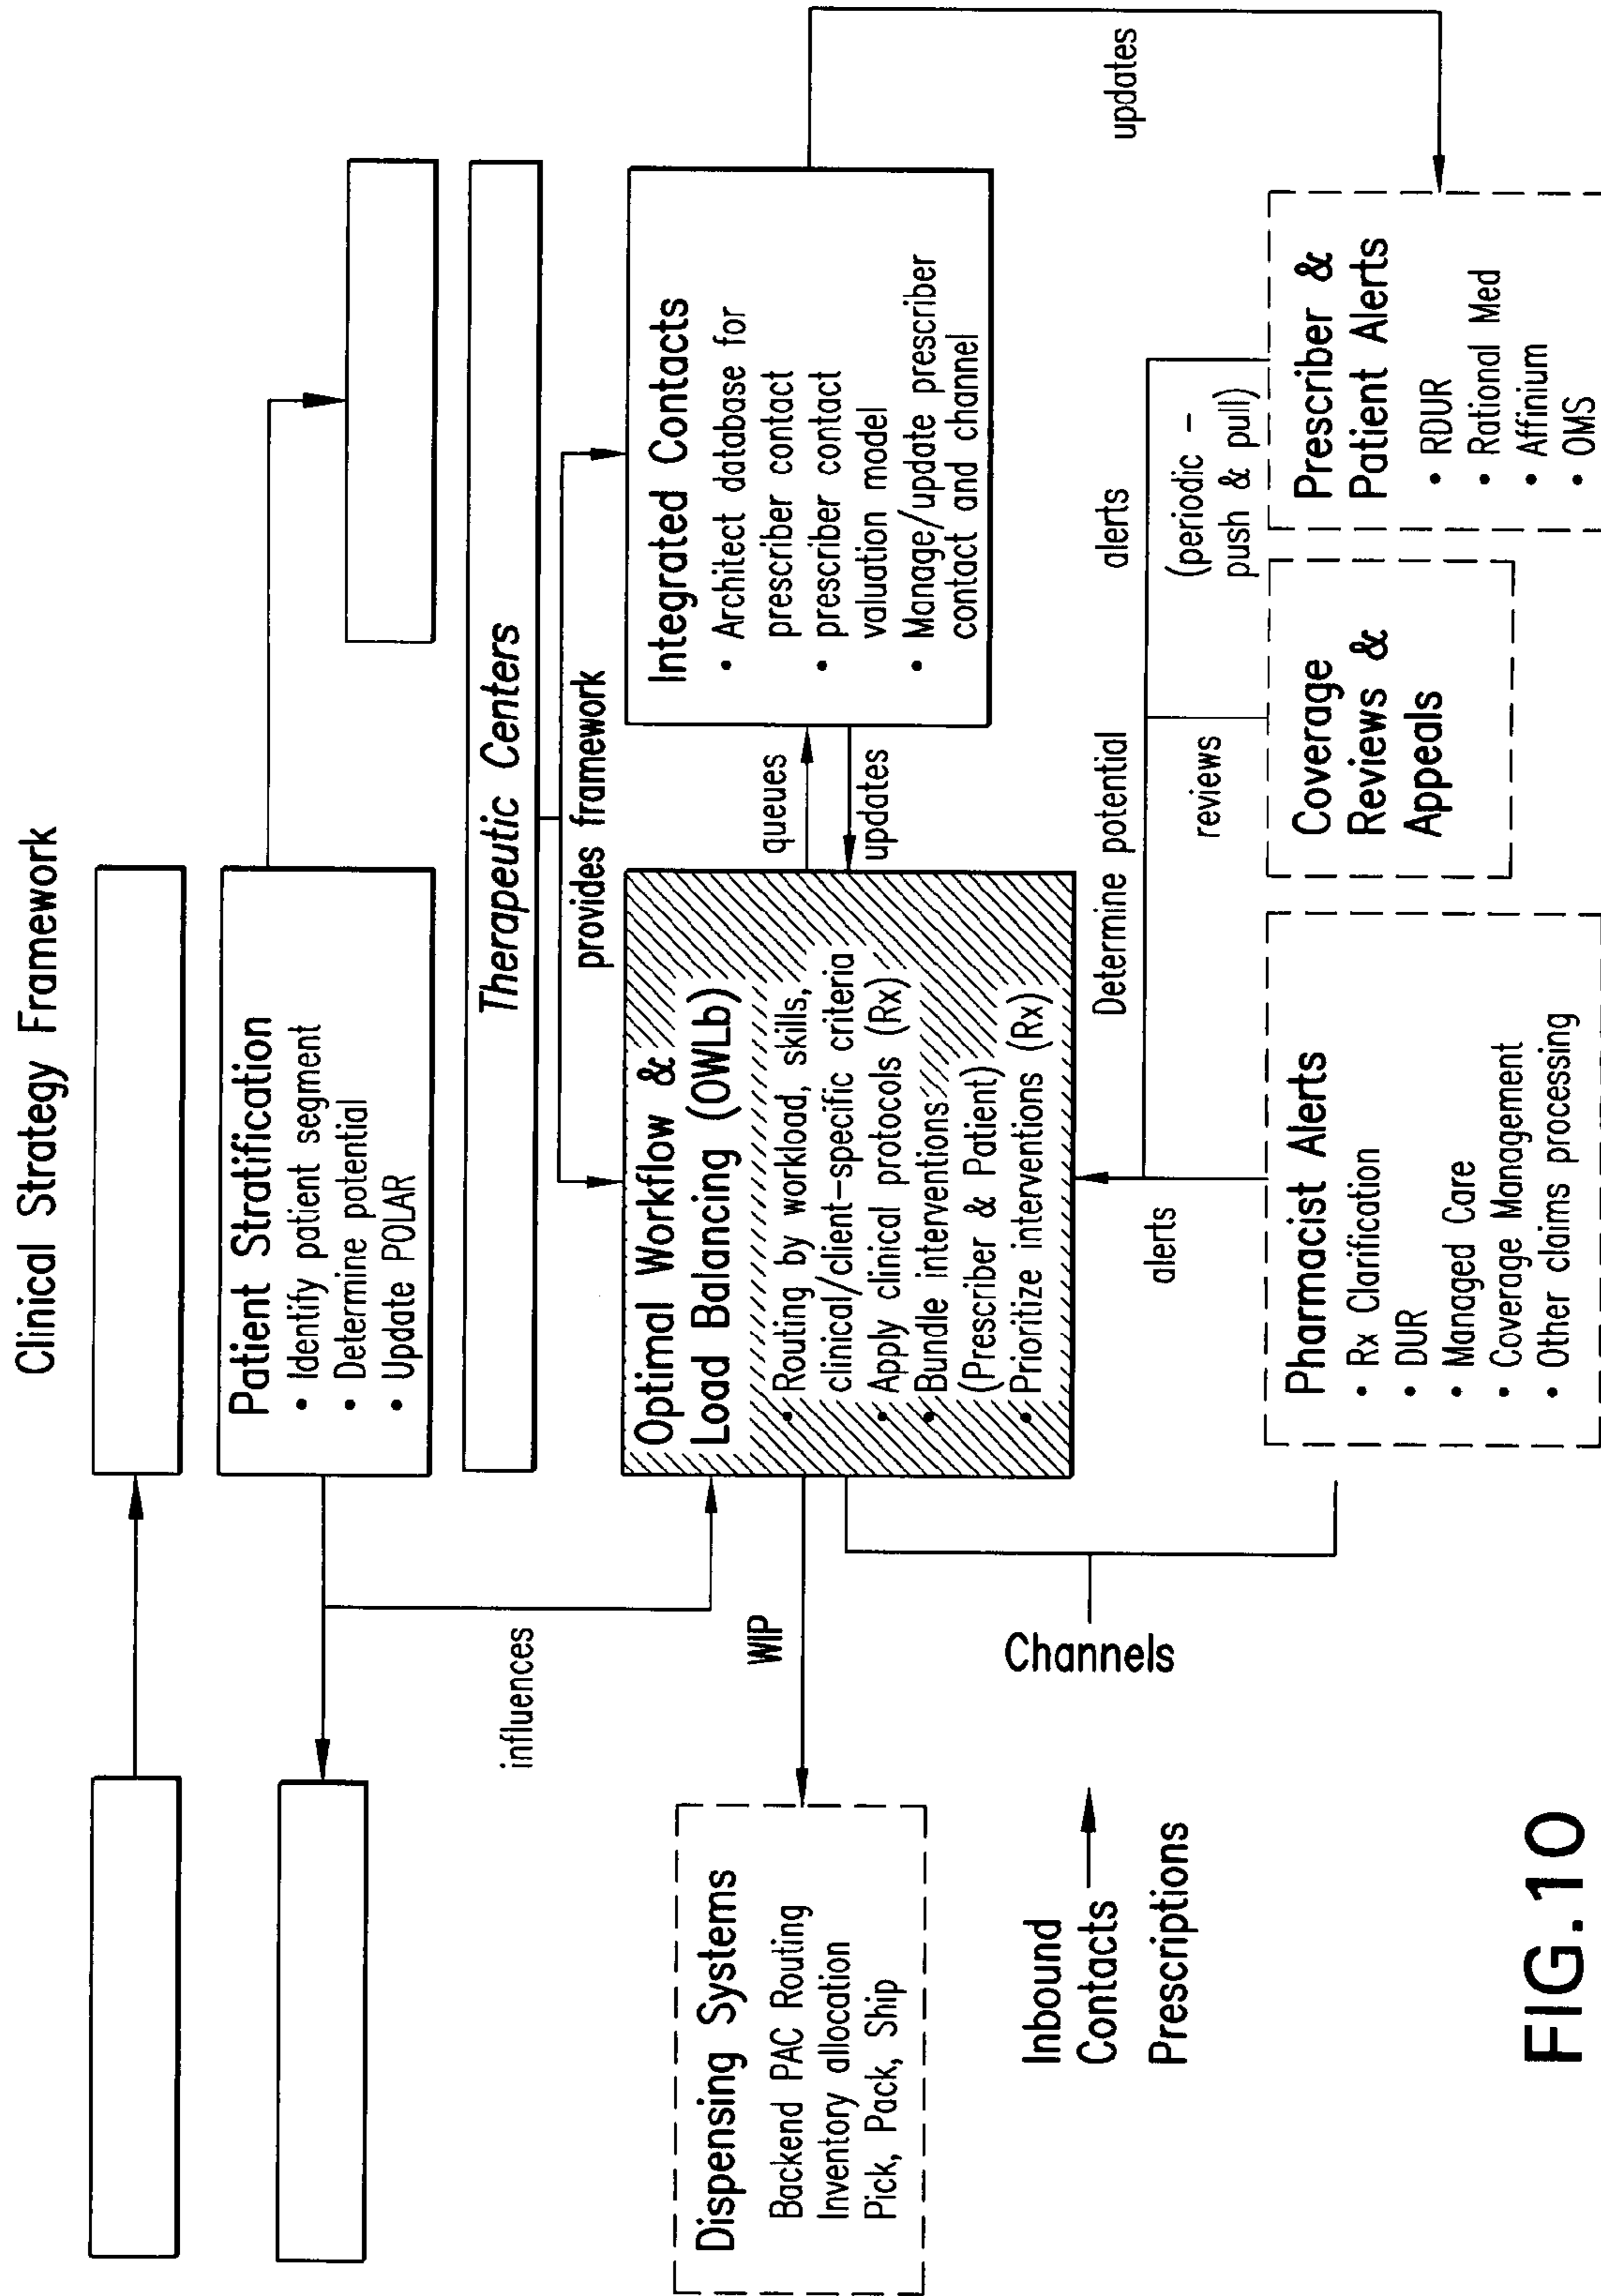 Clinical Strategy Framework
Patient Stratification
• Identify patient segment
• Determine potential
• Update POLAR
influences
Therapeutic Centers
provides framework
Dispensing Systems
Backend PAC Routing
Inventory allocation
Pick, Pack, Ship
WIP
Optimal Workflow &
Load Balancing (OWLb)
• Routing by workload, skills,
clinical/client-specific criteria
• Apply clinical protocols (Rx)
• Bundle interventions
(Prescriber & Patient)
• Prioritize interventions (Rx)
queues
updates
Integrated Contacts
• Architect database for
prescriber contact
• prescriber contact
valuation model
• Manage/update prescriber
contact and channel
updates
Inbound
Contacts
Prescriptions
Channels
alerts
Determine potential
reviews
alerts
(periodic -
push & pull)
Pharmacist Alerts
• Rx Clarification
• DUR
• Managed Care
• Coverage Management
• Other claims processing
Coverage
Reviews &
Appeals
Prescriber &
Patient Alerts
• RDUR
• Rational Med
• Affinium
• OMS
FIG.10